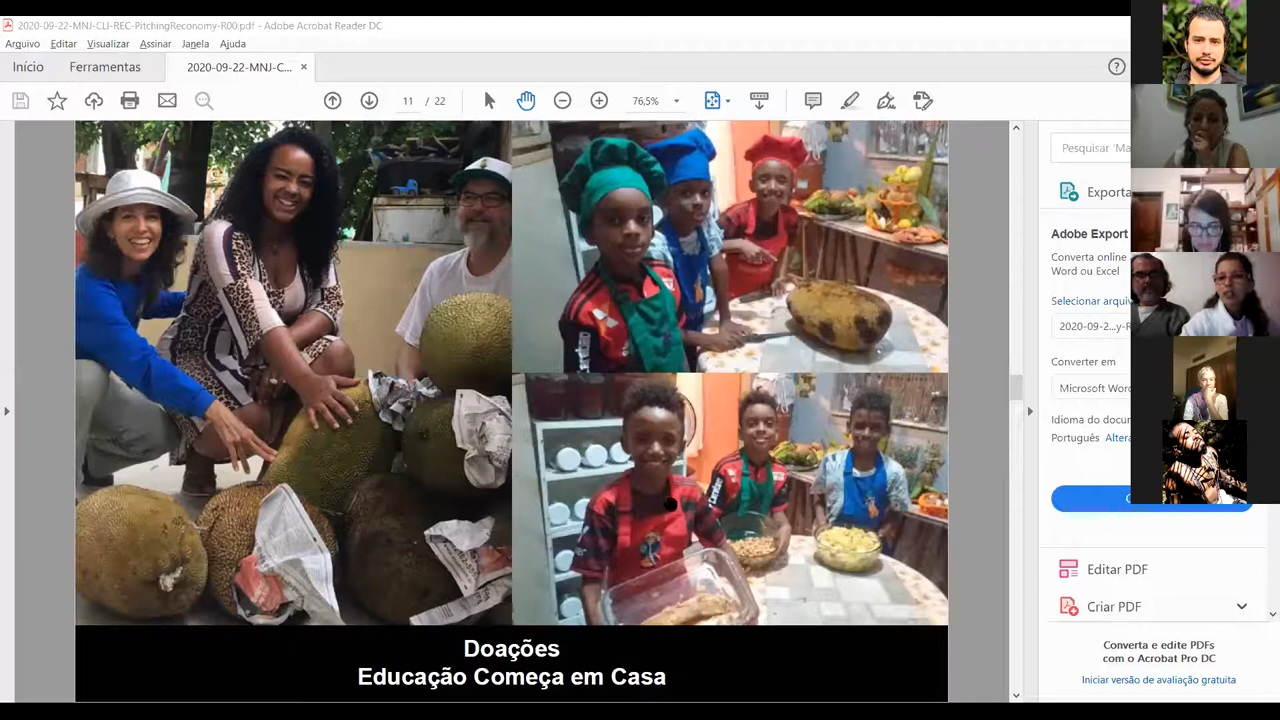 2020-09-22-MNJ-CLI-REC-PitchingReconomy-R00.pdf - Adobe Acrobat Reader DC
Arquivo Editar Visualizar Assinar Janela Ajuda
Início Ferramentas 2020-09-22-MNJ-C... ×
11 / 22 76,5%
Pesquisar 'Ma
Exporta
Adobe Export
Converta online
Word ou Excel
Selecionar arquiv
2020-09-2...y-R
Converter em
Microsoft Word
Idioma do docum
Português Altera
Editar PDF
Criar PDF
Converta e edite PDFs
com o Acrobat Pro DC
Iniciar versão de avaliação gratuita
Doações
Educação Começa em Casa